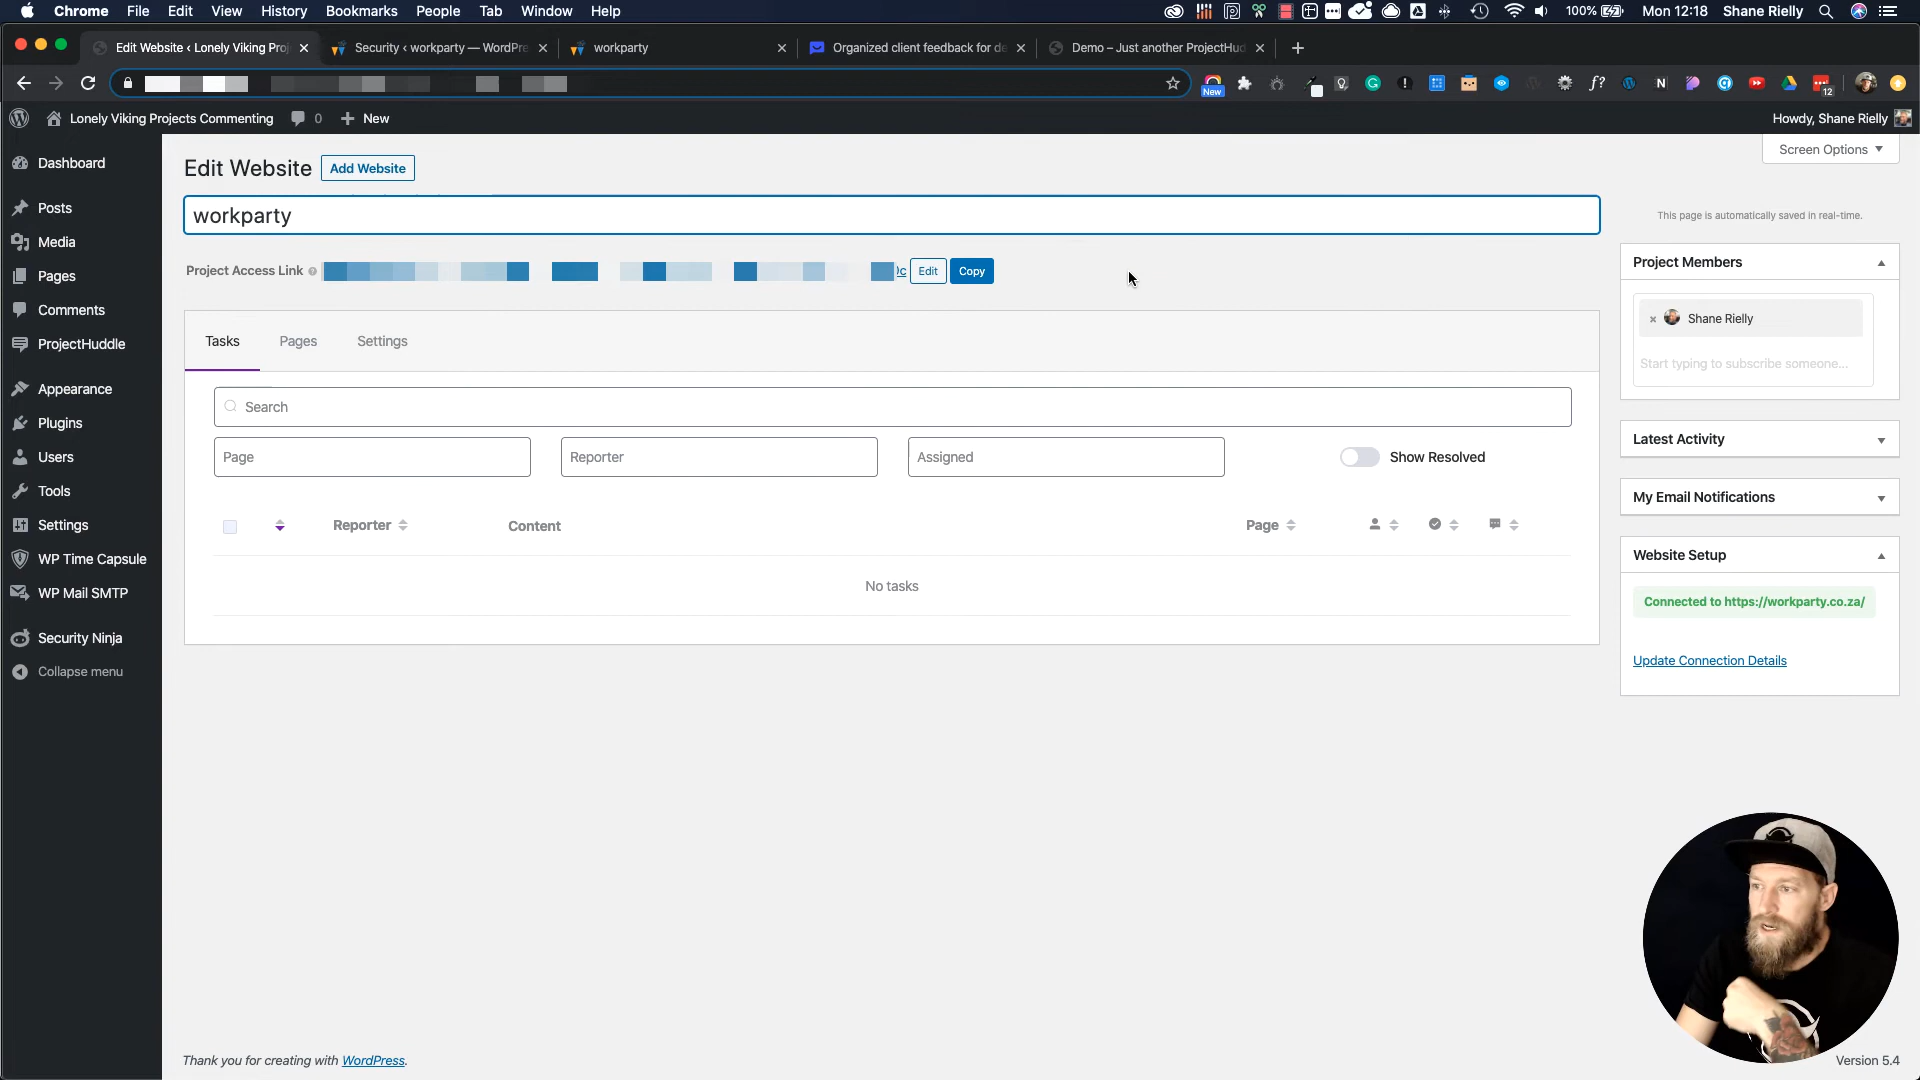 Chrome File Edit View History Bookmarks People Tab Window Help
100% Mon 12:18 Shane Rielly
Edit Website ‹ Lonely Viking Proj Security ‹ workparty — WordPre workparty Organized client feedback for de Demo – Just another ProjectHud
New
12
Lonely Viking Projects Commenting 0 New Howdy, Shane Rielly
Screen Options
Dashboard
Posts
Media
Pages
Comments
ProjectHuddle
Appearance
Plugins
Users
Tools
Settings
WP Time Capsule
WP Mail SMTP
Security Ninja
Collapse menu
Edit Website Add Website
workparty
Project Access Link Edit Copy
Tasks Pages Settings
Search
Page Reporter Assigned Show Resolved
Reporter Content Page
No tasks
This page is automatically saved in real-time.
Project Members
Shane Rielly
Start typing to subscribe someone...
Latest Activity
My Email Notifications
Website Setup
Connected to https://workparty.co.za/
Update Connection Details
Thank you for creating with WordPress.
Version 5.4